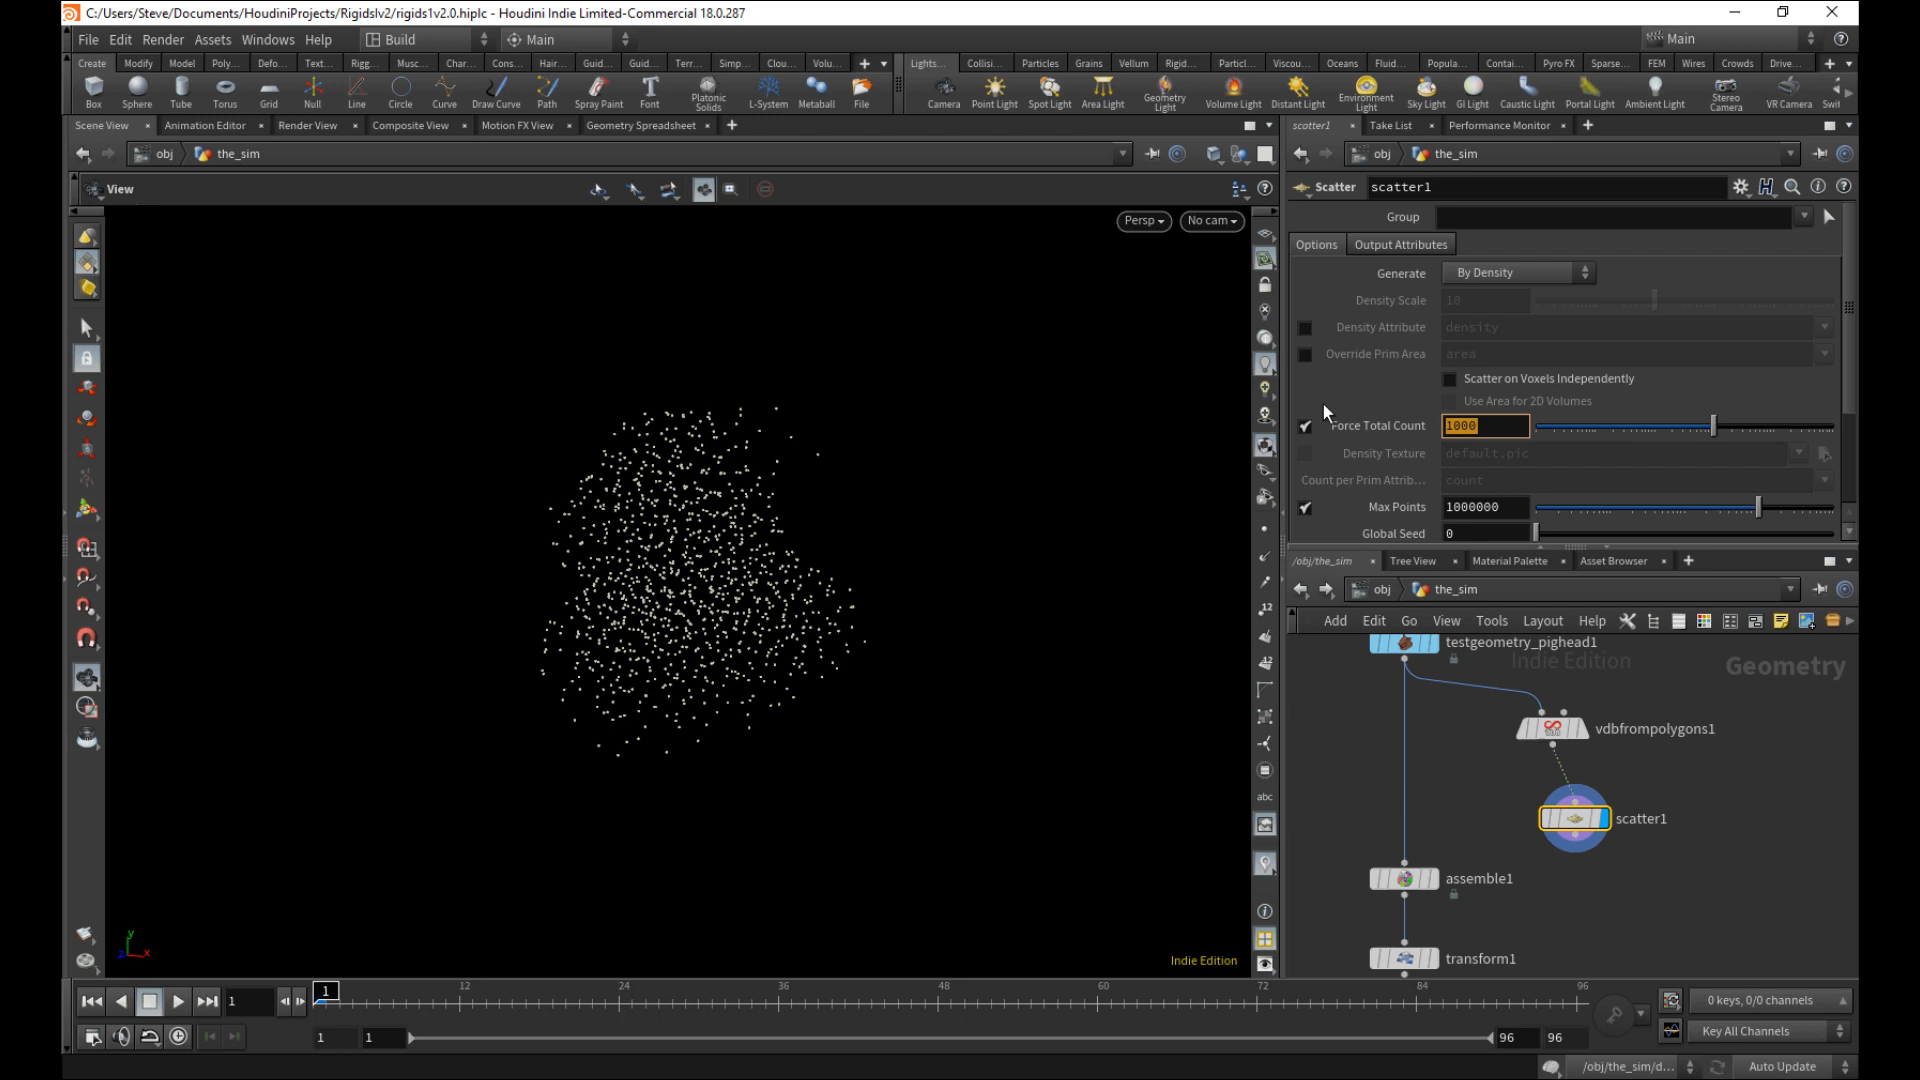 C:/Users/Steve/Documents/HoudiniProjects/RigidsIv2/rigids1v2.0.hiplc - Houdini Indie Limited-Commercial 18.0.287
File Edit Render Assets Windows Help Build Main Main
Create Modify Model Poly... Defo... Text... Rigg... Musc... Char... Cons... Hair... Guid... Guid... Terr... Simp... Clou... Volu... Lights... Collisi... Particles Grains Vellum Rigid... Particl... Viscou... Oceans Fluid... Popula... Contai... Pyro FX Sparse... FEM Wires Crowds Drive...
Box Sphere Tube Torus Grid Null Line Circle Curve Draw Curve Path Spray Paint Font Platonic Solids L-System Metaball File Camera Point Light Spot Light Area Light Geometry Light Volume Light Distant Light Environment Light Sky Light GI Light Caustic Light Portal Light Ambient Light Stereo Camera VR Camera Swit
Scene View Animation Editor Render View Composite View Motion FX View Geometry Spreadsheet
scatter1 Take List Performance Monitor
obj the_sim
obj the_sim
View
Scatter scatter1
Persp No cam
Group
Options Output Attributes
Generate By Density
Density Scale 10
Density Attribute density
Override Prim Area area
Scatter on Voxels Independently
Use Area for 2D Volumes
Force Total Count 1000
Density Texture default.pic
Count per Prim Attrib... count
Max Points 1000000
Global Seed 0
/obj/the_sim Tree View Material Palette Asset Browser
obj the_sim
Add Edit Go View Tools Layout Help
testgeometry_pighead1
Indie Edition Geometry
vdbfrompolygons1
scatter1
assemble1
transform1
12
12
abc
y
z x
Indie Edition
1 1 12 24 36 48 60 72 84 96
0 keys, 0/0 channels
1 1 96 96
Key All Channels
/obj/the_sim/d... Auto Update